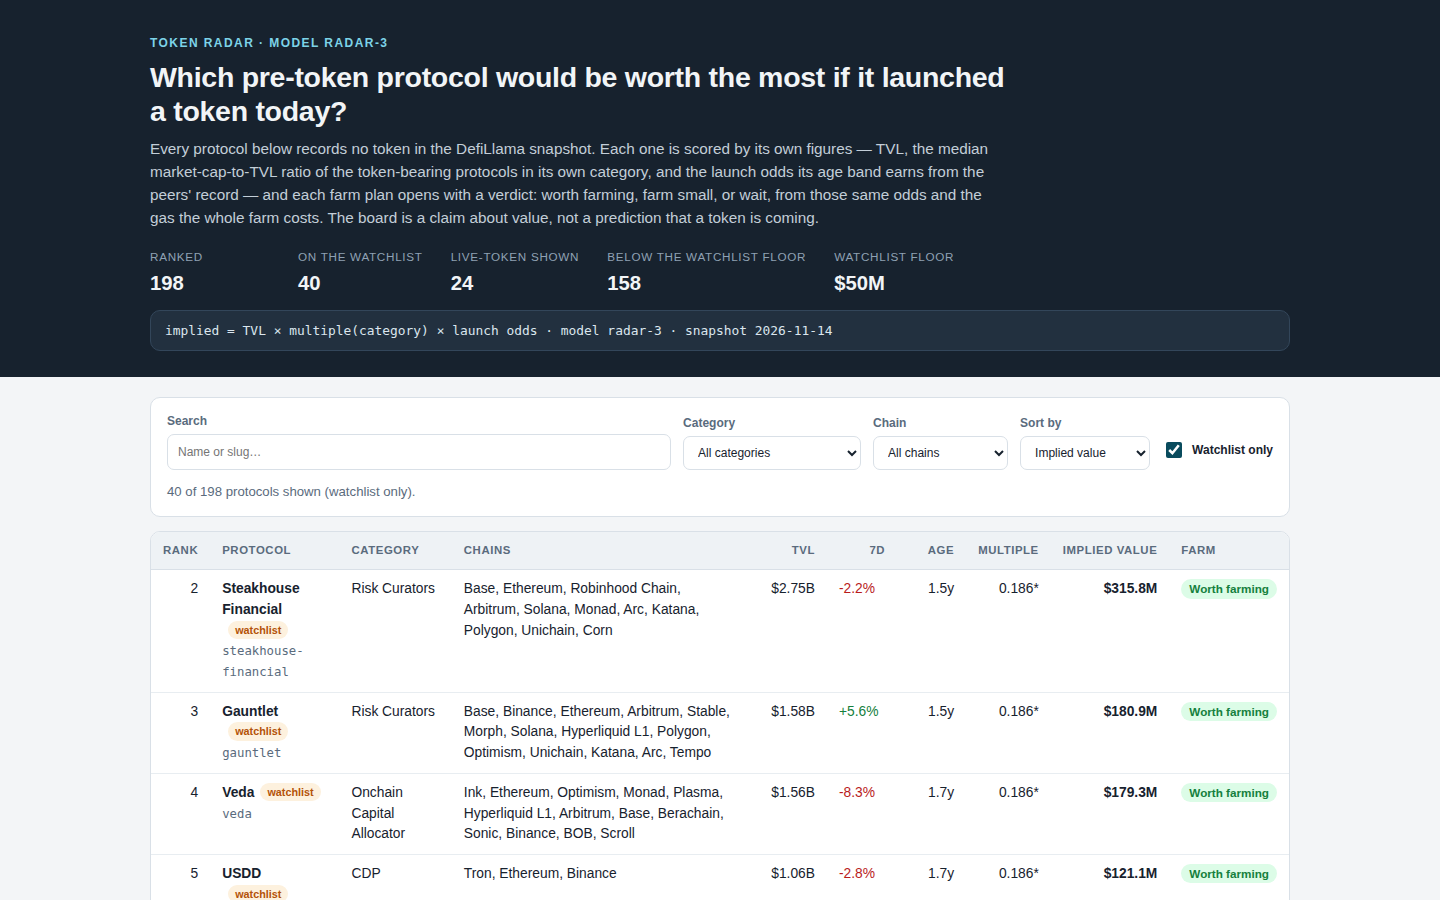 TOKEN RADAR · MODEL RADAR-3
Which pre-token protocol would be worth the most if it launched
a token today?
Every protocol below records no token in the DefiLlama snapshot. Each one is scored by its own figures — TVL, the median
market-cap-to-TVL ratio of the token-bearing protocols in its own category, and the launch odds its age band earns from the
peers' record — and each farm plan opens with a verdict: worth farming, farm small, or wait, from those same odds and the
gas the whole farm costs. The board is a claim about value, not a prediction that a token is coming.
RANKED ON THE WATCHLIST LIVE-TOKEN SHOWN BELOW THE WATCHLIST FLOOR WATCHLIST FLOOR
198 40 24 158 $50M
implied = TVL × multiple(category) × launch odds · model radar-3 · snapshot 2026-11-14
Search Category Chain Sort by
Name or slug… All categories All chains Implied value Watchlist only
40 of 198 protocols shown (watchlist only).
RANK PROTOCOL CATEGORY CHAINS TVL 7D AGE MULTIPLE IMPLIED VALUE FARM
2 Steakhouse Risk Curators Base, Ethereum, Robinhood Chain, $2.75B -2.2% 1.5y 0.186* $315.8M Worth farming
Financial Arbitrum, Solana, Monad, Arc, Katana,
watchlist Polygon, Unichain, Corn
steakhouse-
financial
3 Gauntlet Risk Curators Base, Binance, Ethereum, Arbitrum, Stable, $1.58B +5.6% 1.5y 0.186* $180.9M Worth farming
watchlist Morph, Solana, Hyperliquid L1, Polygon,
gauntlet Optimism, Unichain, Katana, Arc, Tempo
4 Veda watchlist Onchain Ink, Ethereum, Optimism, Monad, Plasma, $1.56B -8.3% 1.7y 0.186* $179.3M Worth farming
veda Capital Hyperliquid L1, Arbitrum, Base, Berachain,
Allocator Sonic, Binance, BOB, Scroll
5 USDD CDP Tron, Ethereum, Binance $1.06B -2.8% 1.7y 0.186* $121.1M Worth farming
watchlist